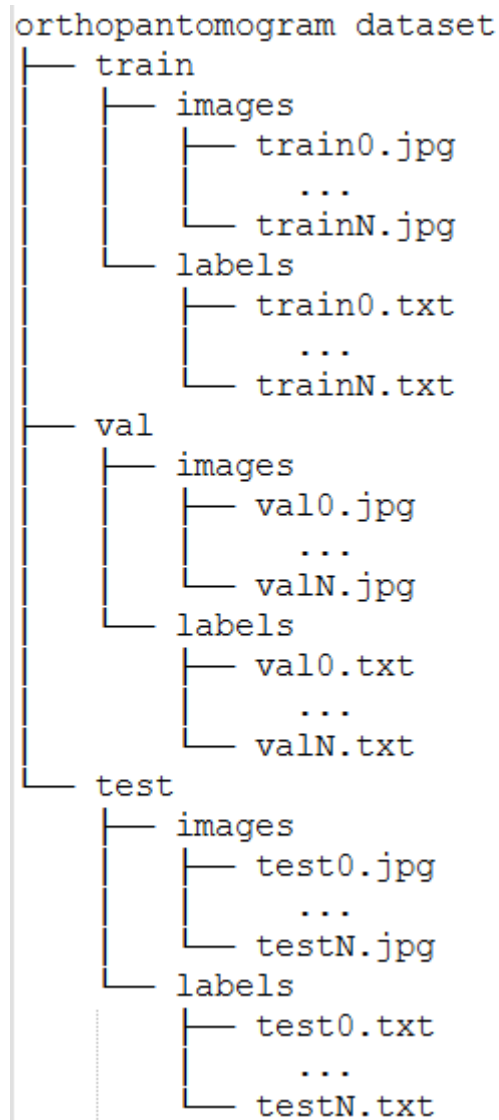 orthopantomogram dataset
├── train
│   ├── images
│   │   ├── train0.jpg
│   │   │   ...
│   │   └── trainN.jpg
│   └── labels
│       ├── train0.txt
│       │   ...
│       └── trainN.txt
├── val
│   ├── images
│   │   ├── val0.jpg
│   │   │   ...
│   │   └── valN.jpg
│   └── labels
│       ├── val0.txt
│       │   ...
│       └── valN.txt
└── test
    ├── images
    │   ├── test0.jpg
    │   │   ...
    │   └── testN.jpg
    └── labels
        ├── test0.txt
        │   ...
        └── testN.txt